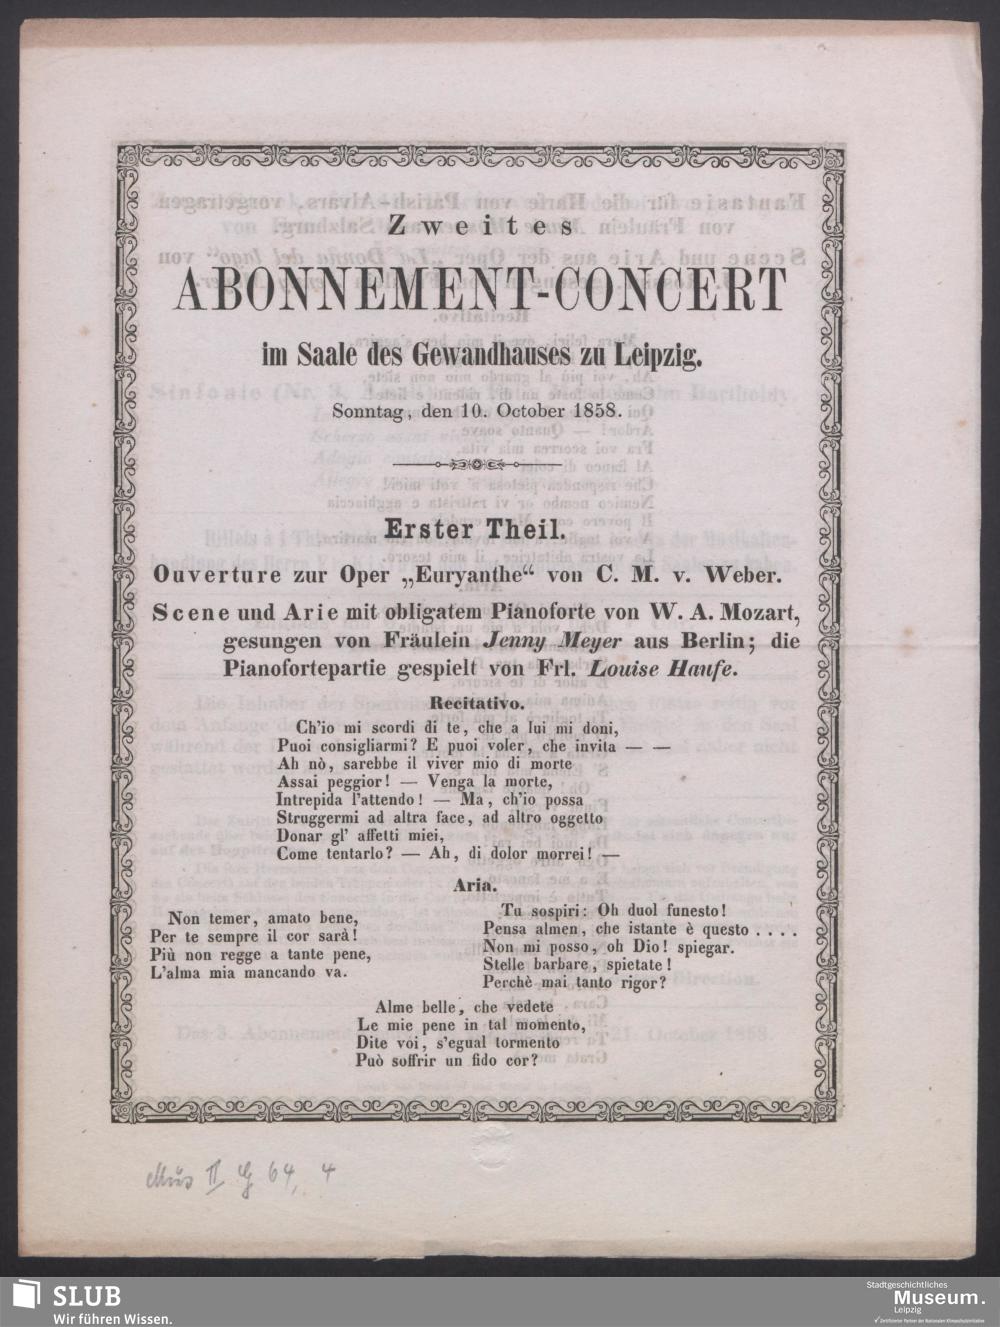 Zweites
ABONNEMENT-CONCERT
im Saale des Gewandhauses zu Leipzig.
Sonntag, den 10. October 1858.
Erster Theil.
Ouverture zur Oper „Euryanthe“ von C. M. v. Weber.
Scene und Arie mit obligatem Pianoforte von W. A. Mozart,
gesungen von Fräulein Jenny Meyer aus Berlin; die
Pianofortepartie gespielt von Frl. Louise Haufe.
Recitativo.
Ch'io mi scordi di te, che a lui mi doni,
Puoi consigliarmi? E puoi voler, che invita — —
Ah nò, sarebbe il viver mio di morte
Assai peggior! — Venga la morte,
Intrepida l'attendo! — Ma, ch'io possa
Struggermi ad altra face, ad altro oggetto
Donar gl' affetti miei,
Come tentarlo? — Ah, di dolor morrei! —
Aria.
Non temer, amato bene,
Per te sempre il cor sarà!
Più non regge a tante pene,
L'alma mia mancando va.
Tu sospiri: Oh duol funesto!
Pensa almen, che istante è questo . . . .
Non mi posso, oh Dio! spiegar.
Stelle barbare, spietate!
Perchè mai tanto rigor?
Alme belle, che vedete
Le mie pene in tal momento,
Dite voi, s'egual tormento
Può soffrir un fido cor?
Mus II G 64, 4
SLUB
Wir führen Wissen.
Stadtgeschichtliches
Museum.
Leipzig